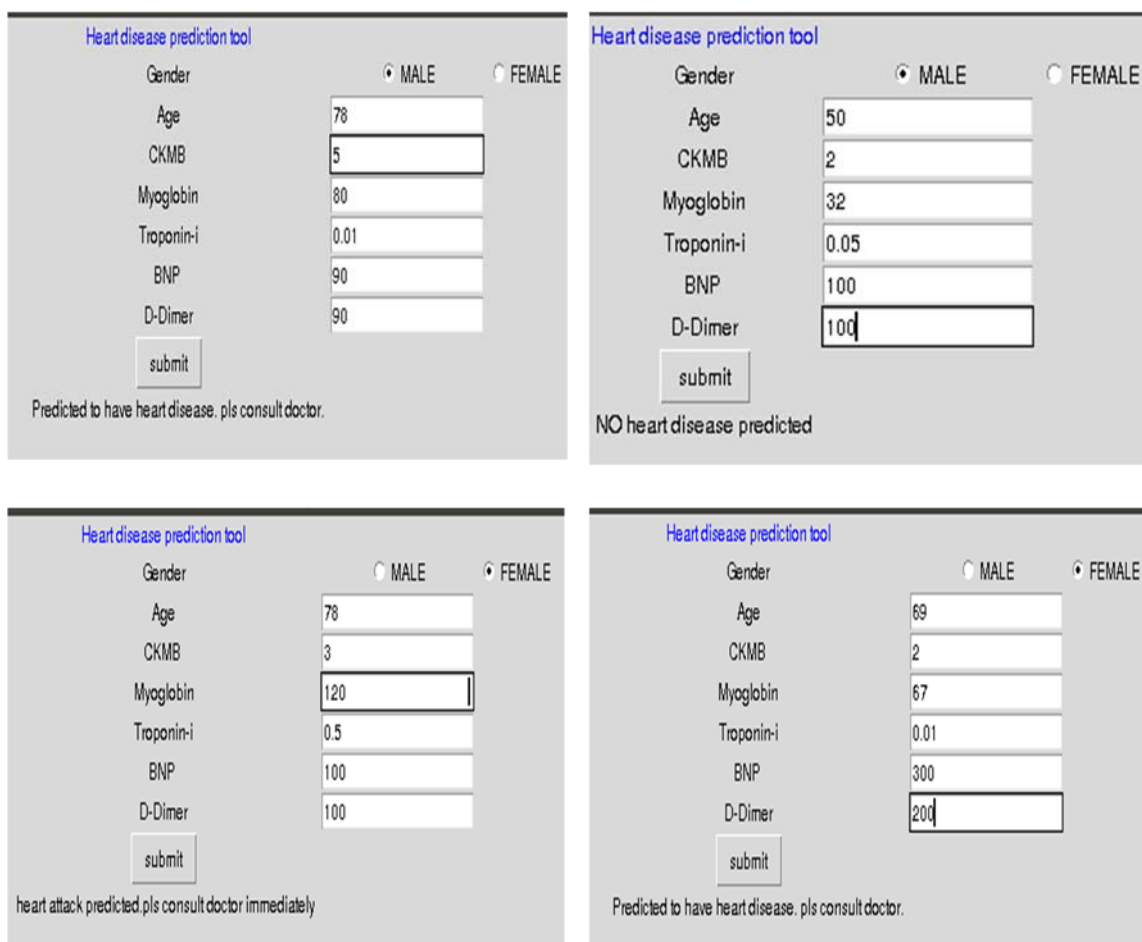 Heart disease prediction tool
Gender MALE FEMALE
Age 78
CKMB 5
Myoglobin 80
Troponin-i 0.01
BNP 90
D-Dimer 90
submit
Predicted to have heart disease. pls consult doctor.
Heart disease prediction tool
Gender MALE FEMALE
Age 50
CKMB 2
Myoglobin 32
Troponin-i 0.05
BNP 100
D-Dimer 100
submit
NO heart disease predicted
Heart disease prediction tool
Gender MALE FEMALE
Age 78
CKMB 3
Myoglobin 120
Troponin-i 0.5
BNP 100
D-Dimer 100
submit
heart attack predicted.pls consult doctor immediately
Heart disease prediction tool
Gender MALE FEMALE
Age 69
CKMB 2
Myoglobin 67
Troponin-i 0.01
BNP 300
D-Dimer 200
submit
Predicted to have heart disease. pls consult doctor.